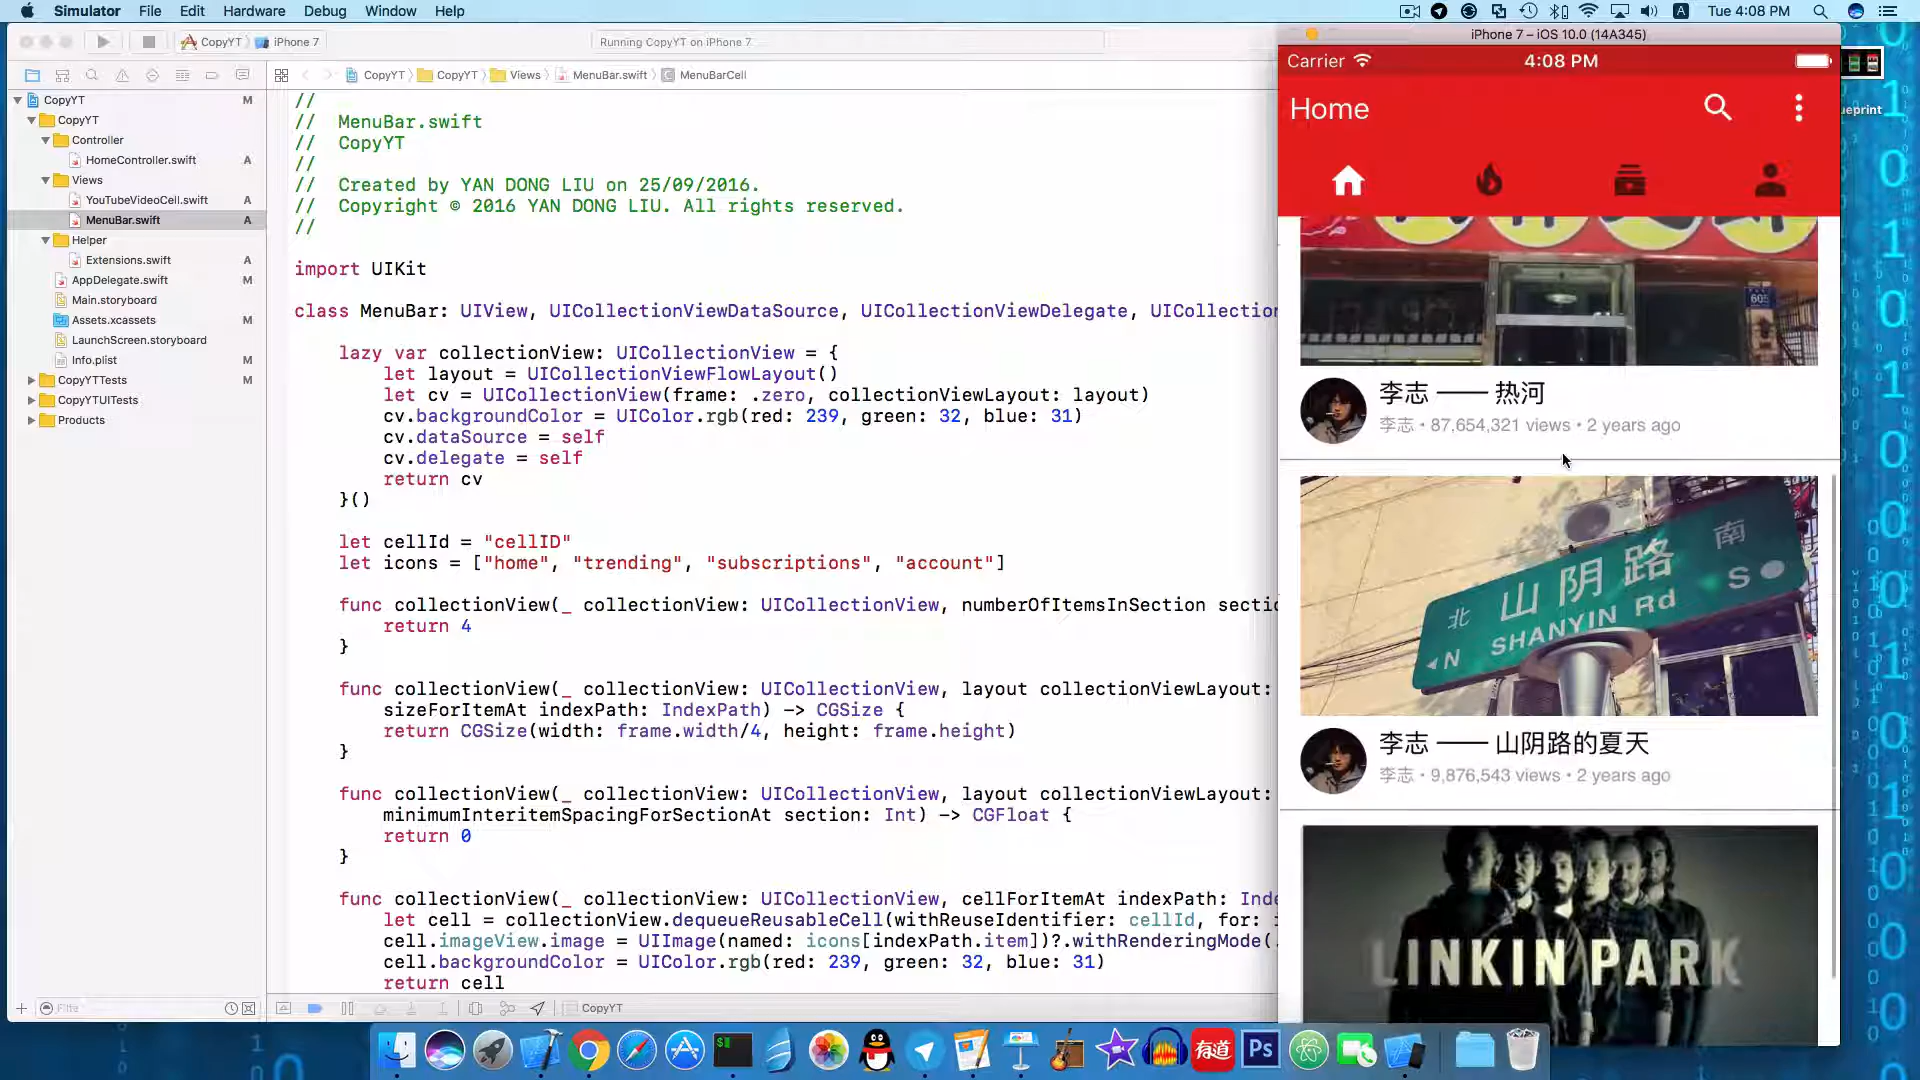 Simulator File Edit Hardware Debug Window Help
Tue 4:08 PM
CopyYT iPhone 7
Running CopyYT on iPhone 7
iPhone 7 – iOS 10.0 (14A345)
CopyYT CopyYT Views MenuBar.swift MenuBarCell
CopyYT M
CopyYT
Controller
HomeController.swift A
Views
YouTubeVideoCell.swift A
MenuBar.swift A
Helper
Extensions.swift A
AppDelegate.swift M
Main.storyboard
Assets.xcassets M
LaunchScreen.storyboard
Info.plist M
CopyYTTests M
CopyYTUITests
Products
//
// MenuBar.swift
// CopyYT
//
// Created by YAN DONG LIU on 25/09/2016.
// Copyright © 2016 YAN DONG LIU. All rights reserved.
//
import UIKit
class MenuBar: UIView, UICollectionViewDataSource, UICollectionViewDelegate, UICollection
lazy var collectionView: UICollectionView = {
let layout = UICollectionViewFlowLayout()
let cv = UICollectionView(frame: .zero, collectionViewLayout: layout)
cv.backgroundColor = UIColor.rgb(red: 239, green: 32, blue: 31)
cv.dataSource = self
cv.delegate = self
return cv
}()
let cellId = "cellID"
let icons = ["home", "trending", "subscriptions", "account"]
func collectionView(_ collectionView: UICollectionView, numberOfItemsInSection sectio
return 4
}
func collectionView(_ collectionView: UICollectionView, layout collectionViewLayout:
sizeForItemAt indexPath: IndexPath) -> CGSize {
return CGSize(width: frame.width/4, height: frame.height)
}
func collectionView(_ collectionView: UICollectionView, layout collectionViewLayout:
minimumInteritemSpacingForSectionAt section: Int) -> CGFloat {
return 0
}
func collectionView(_ collectionView: UICollectionView, cellForItemAt indexPath: Inde
let cell = collectionView.dequeueReusableCell(withReuseIdentifier: cellId, for: i
cell.imageView.image = UIImage(named: icons[indexPath.item])?.withRenderingMode(.
cell.backgroundColor = UIColor.rgb(red: 239, green: 32, blue: 31)
return cell
CopyYT
Carrier 4:08 PM
Home
605
李志 —— 热河
李志 • 87,654,321 views • 2 years ago
北 山阴路 南
N SHANYIN Rd S
李志 —— 山阴路的夏天
李志 • 9,876,543 views • 2 years ago
LINKIN PARK
eprint
有道
Ps